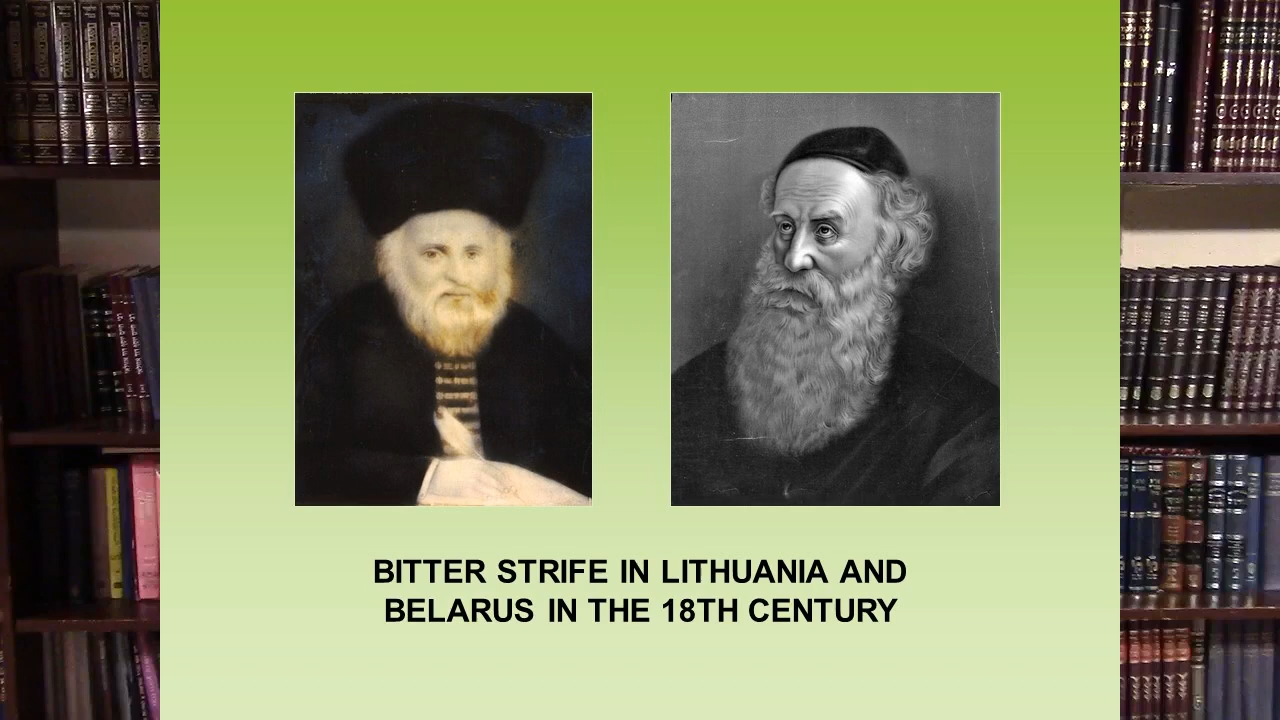 BITTER STRIFE IN LITHUANIA AND
BELARUS IN THE 18TH CENTURY